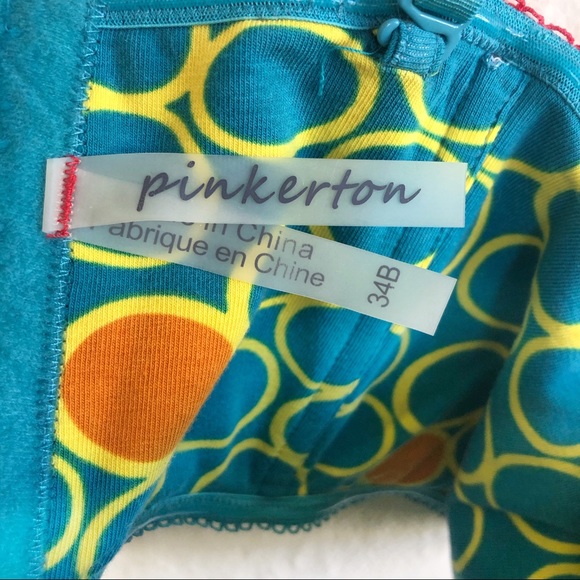 pinkerton
in China
Fabrique en Chine
34B